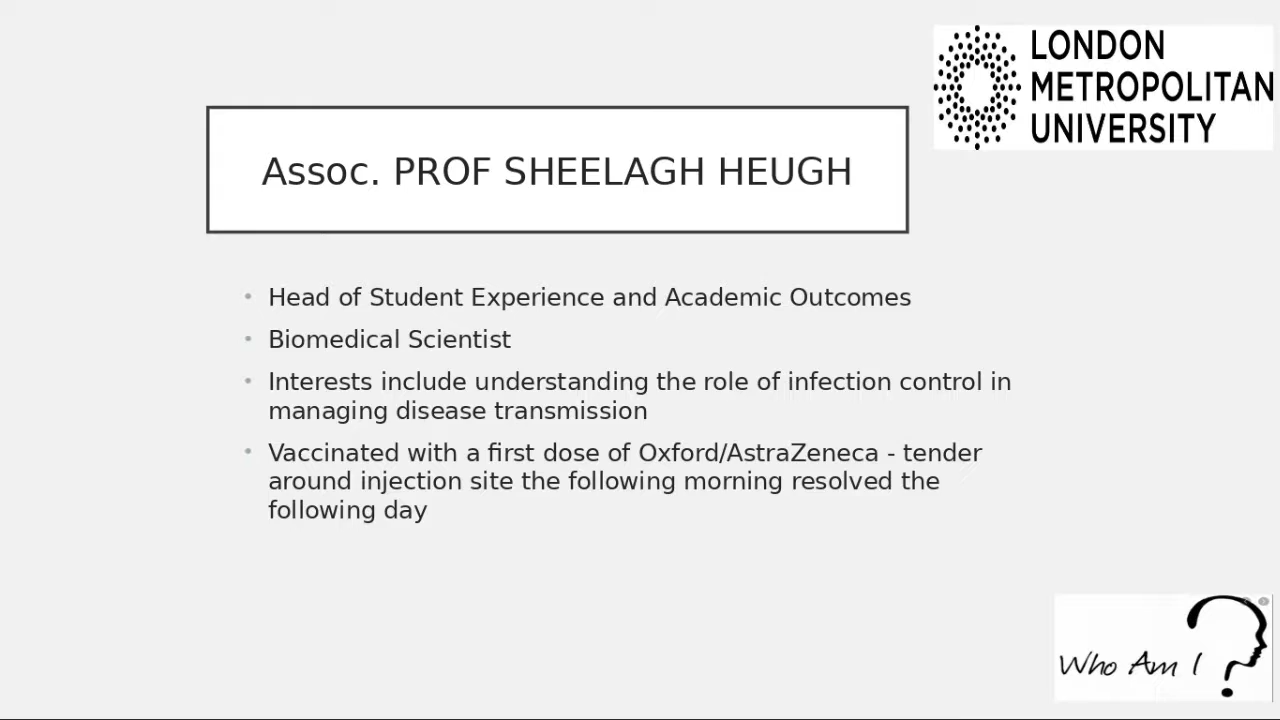 LONDON
METROPOLITAN
UNIVERSITY
Assoc. PROF SHEELAGH HEUGH
• Head of Student Experience and Academic Outcomes
• Biomedical Scientist
• Interests include understanding the role of infection control in
managing disease transmission
• Vaccinated with a first dose of Oxford/AstraZeneca - tender
around injection site the following morning resolved the
following day
Who Am I